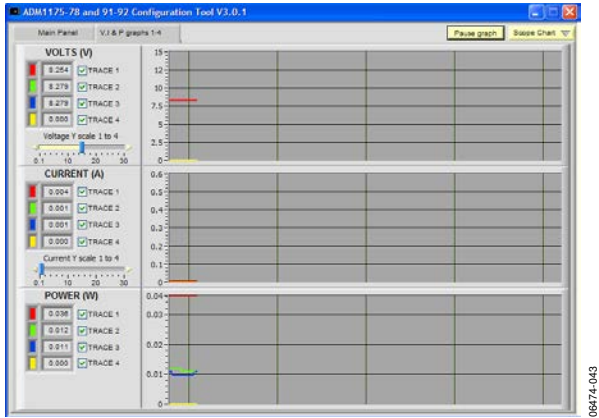 ADM1175-78 and 91-92 Configuration Tool V3.0.1
Main Panel V,I & P graphs 1-4 Pause graph Scope Chart
VOLTS (V)
8.254 TRACE 1
8.279 TRACE 2
8.279 TRACE 3
0.000 TRACE 4
Voltage Y scale 1 to 4
0.1 10 20 30
15
12
10
7.5
5
2.5
0
CURRENT (A)
0.004 TRACE 1
0.001 TRACE 2
0.001 TRACE 3
0.000 TRACE 4
Current Y scale 1 to 4
0.1 10 20 30
0.6
0.5
0.4
0.3
0.2
0.1
0
POWER (W)
0.036 TRACE 1
0.012 TRACE 2
0.011 TRACE 3
0.000 TRACE 4
0.04
0.03
0.02
0.01
0
06474-043